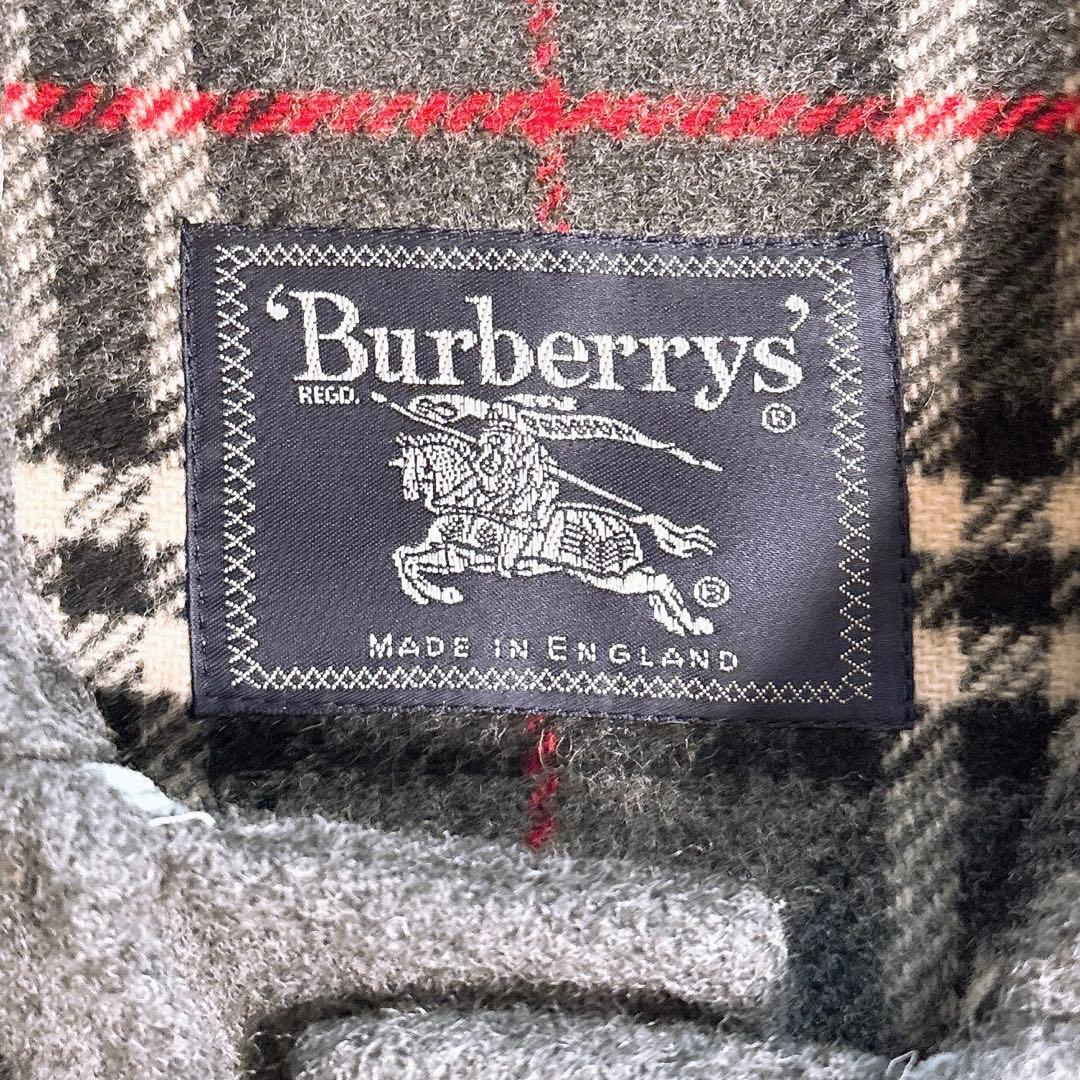 ‘Burberrys’
REGD.
®
®
MADE IN ENGLAND